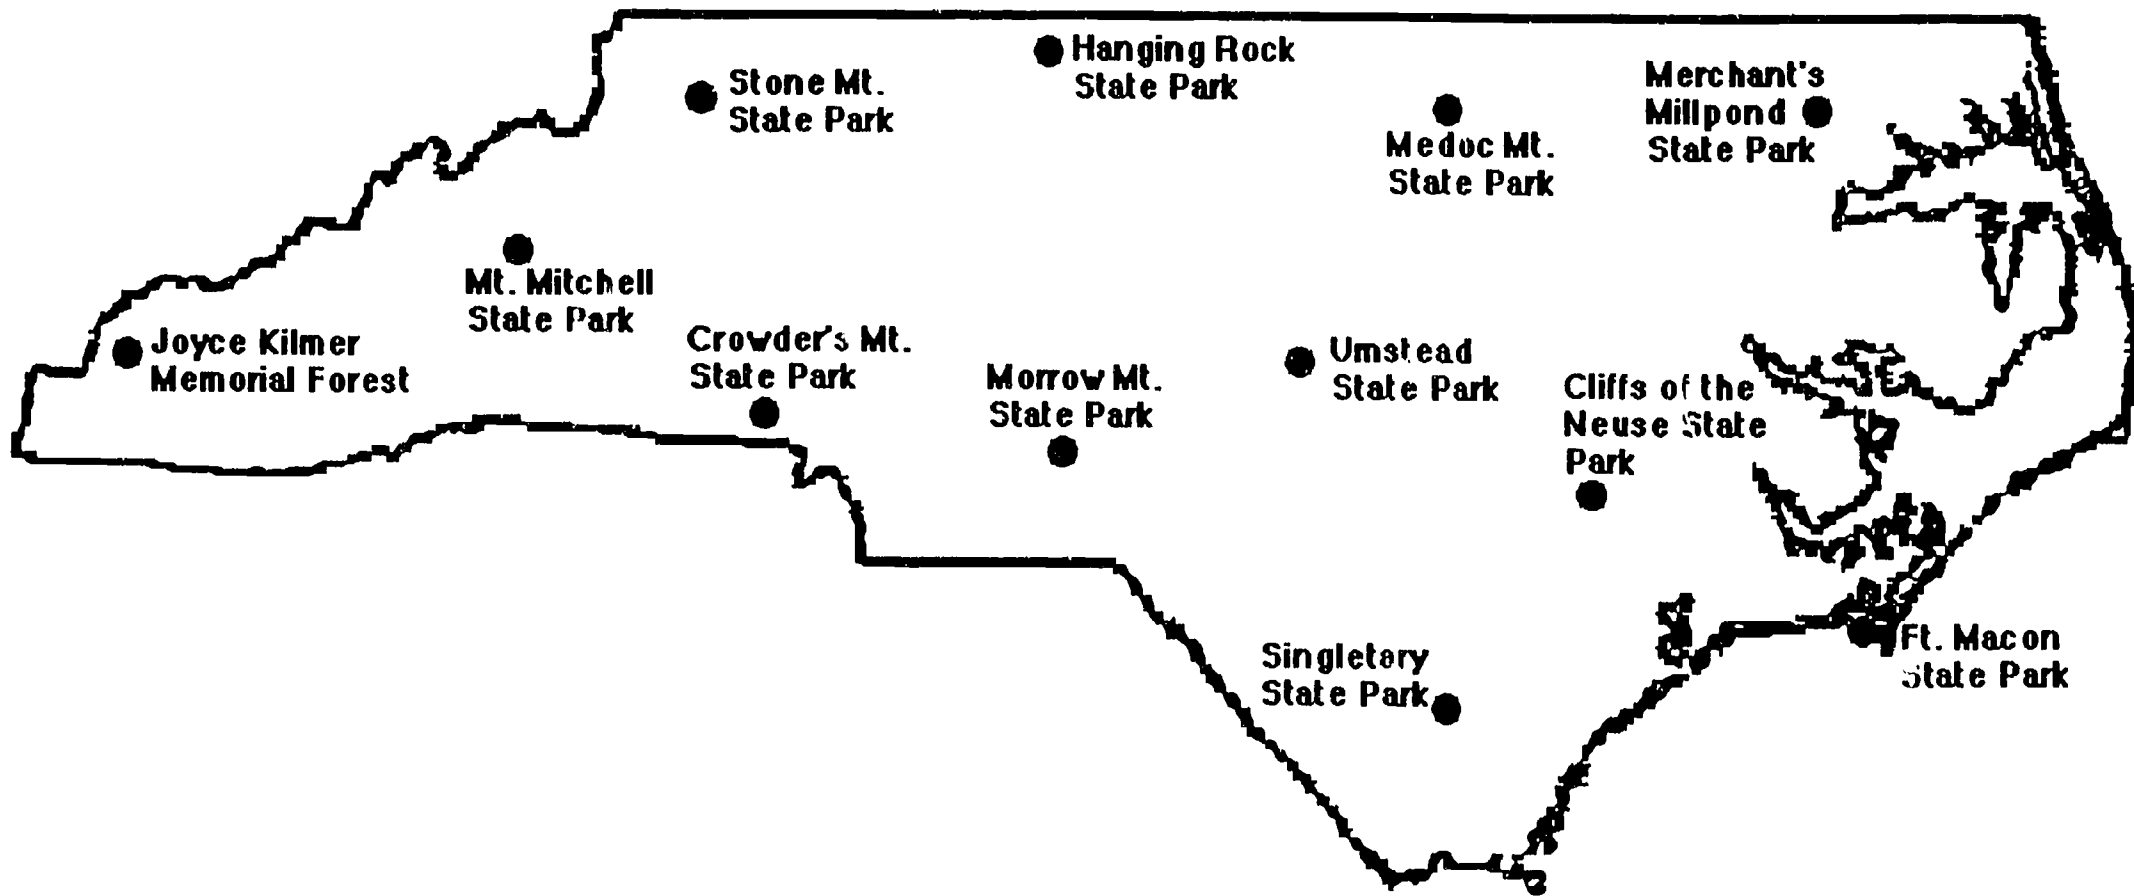 Hanging Rock
State Park
Stone Mt.
State Park
Merchant's
Millpond
State Park
Medoc Mt.
State Park
Mt. Mitchell
State Park
Joyce Kilmer
Memorial Forest
Crowder's Mt.
State Park
Morrow Mt.
State Park
Umstead
State Park
Cliffs of the
Neuse State
Park
Singletary
State Park
Ft. Macon
State Park